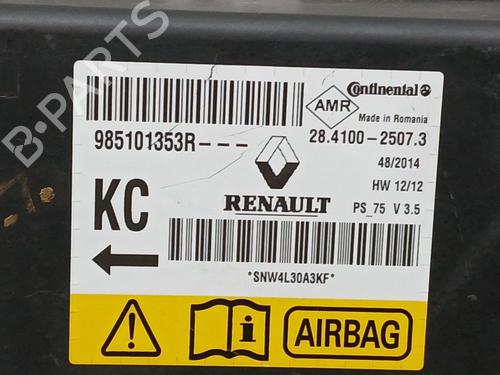 B-PARTS
Continental
AMR
Made in Romania
985101353R---
28.4100-2507.3
48/2014
KC
HW 12/12
RENAULT
PS_75 V 3.5
*SNW4L30A3KF*
AIRBAG